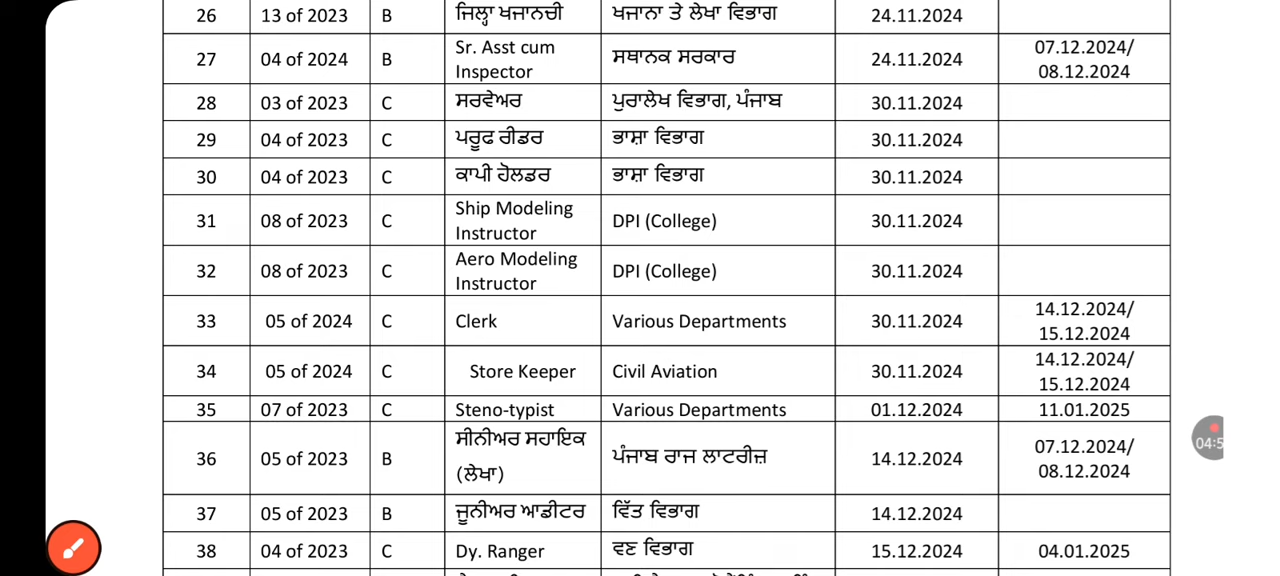 26 13 of 2023 B ਜ਼ਿਲ੍ਹਾ ਖਜਾਨਚੀ ਖਜਾਨਾ ਤੇ ਲੇਖਾ ਵਿਭਾਗ 24.11.2024
27 04 of 2024 B Sr. Asst cum Inspector ਸਥਾਨਕ ਸਰਕਾਰ 24.11.2024 07.12.2024/ 08.12.2024
28 03 of 2023 C ਸਰਵੇਅਰ ਪੁਰਾਲੇਖ ਵਿਭਾਗ, ਪੰਜਾਬ 30.11.2024
29 04 of 2023 C ਪਰੂਫ ਰੀਡਰ ਭਾਸ਼ਾ ਵਿਭਾਗ 30.11.2024
30 04 of 2023 C ਕਾਪੀ ਹੋਲਡਰ ਭਾਸ਼ਾ ਵਿਭਾਗ 30.11.2024
31 08 of 2023 C Ship Modeling Instructor DPI (College) 30.11.2024
32 08 of 2023 C Aero Modeling Instructor DPI (College) 30.11.2024
33 05 of 2024 C Clerk Various Departments 30.11.2024 14.12.2024/ 15.12.2024
34 05 of 2024 C Store Keeper Civil Aviation 30.11.2024 14.12.2024/ 15.12.2024
35 07 of 2023 C Steno-typist Various Departments 01.12.2024 11.01.2025
36 05 of 2023 B ਸੀਨੀਅਰ ਸਹਾਇਕ (ਲੇਖਾ) ਪੰਜਾਬ ਰਾਜ ਲਾਟਰੀਜ਼ 14.12.2024 07.12.2024/ 08.12.2024
37 05 of 2023 B ਜੂਨੀਅਰ ਆਡੀਟਰ ਵਿੱਤ ਵਿਭਾਗ 14.12.2024
38 04 of 2023 C Dy. Ranger ਵਣ ਵਿਭਾਗ 15.12.2024 04.01.2025